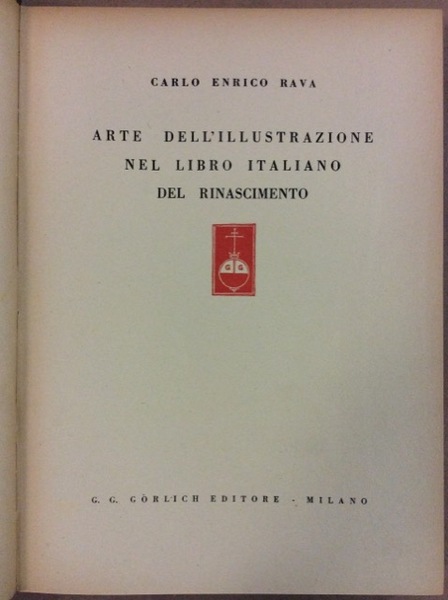 CARLO ENRICO RAVA
ARTE DELL'ILLUSTRAZIONE
NEL LIBRO ITALIANO
DEL RINASCIMENTO
G G
G. G. GÖRLICH EDITORE - MILANO